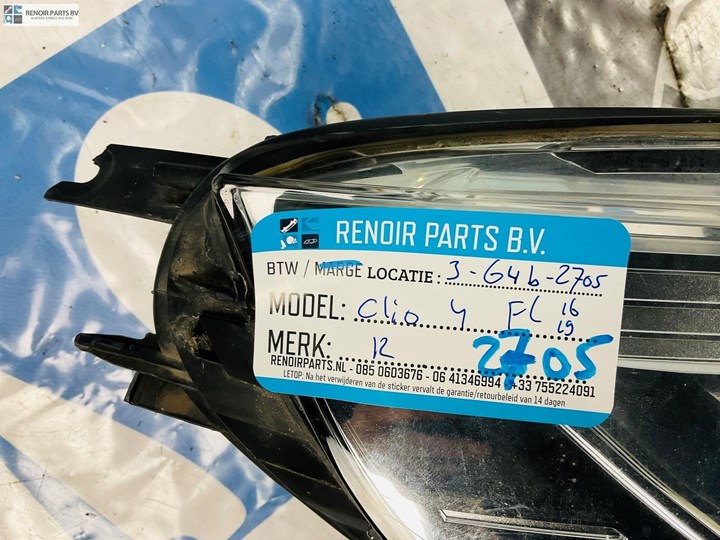 RENOIR PARTS BV
RENOIR PARTS B.V.
BTW / MARGE LOCATIE : 3-G4b-2705
MODEL: Clio 4 FL 16
19
MERK: R
2705
RENOIRPARTS.NL - 085 0603676 - 06 41346994 / +33 755224091
LETOP: Na het verwijderen van de sticker vervalt de garantie/retourbeleid van 14 dagen